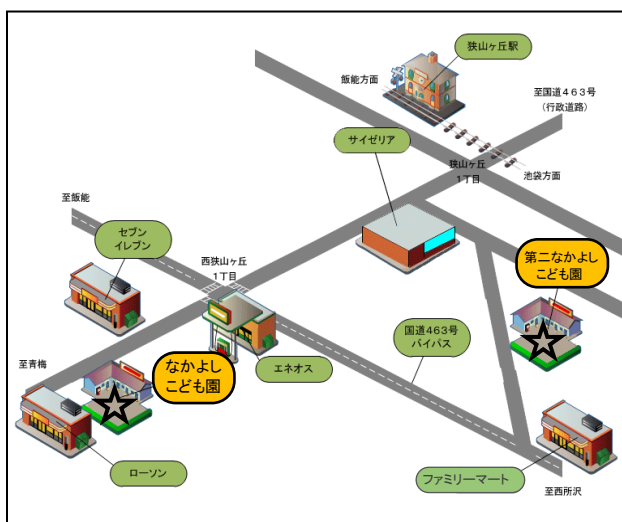 狭山ヶ丘駅
飯能方面
至国道463号
(行政道路)
サイゼリア
狭山ヶ丘
1丁目
池袋方面
至飯能
セブン
イレブン
西狭山ヶ丘
1丁目
第二なかよし
こども園
国道463号
バイパス
エネオス
至青梅
なかよし
こども園
ローソン
ファミリーマート
至西所沢